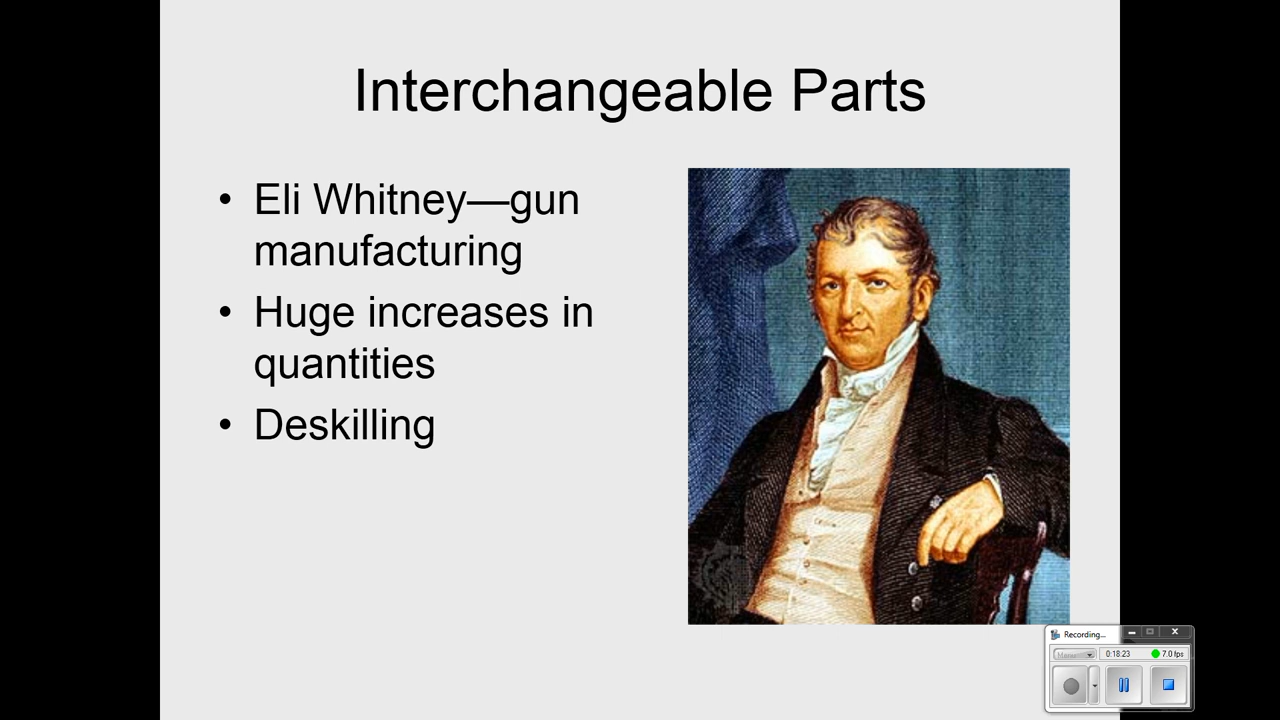 Interchangeable Parts
• Eli Whitney—gun
manufacturing
• Huge increases in
quantities
• Deskilling
Recording...
0:18:23
7.0 fps